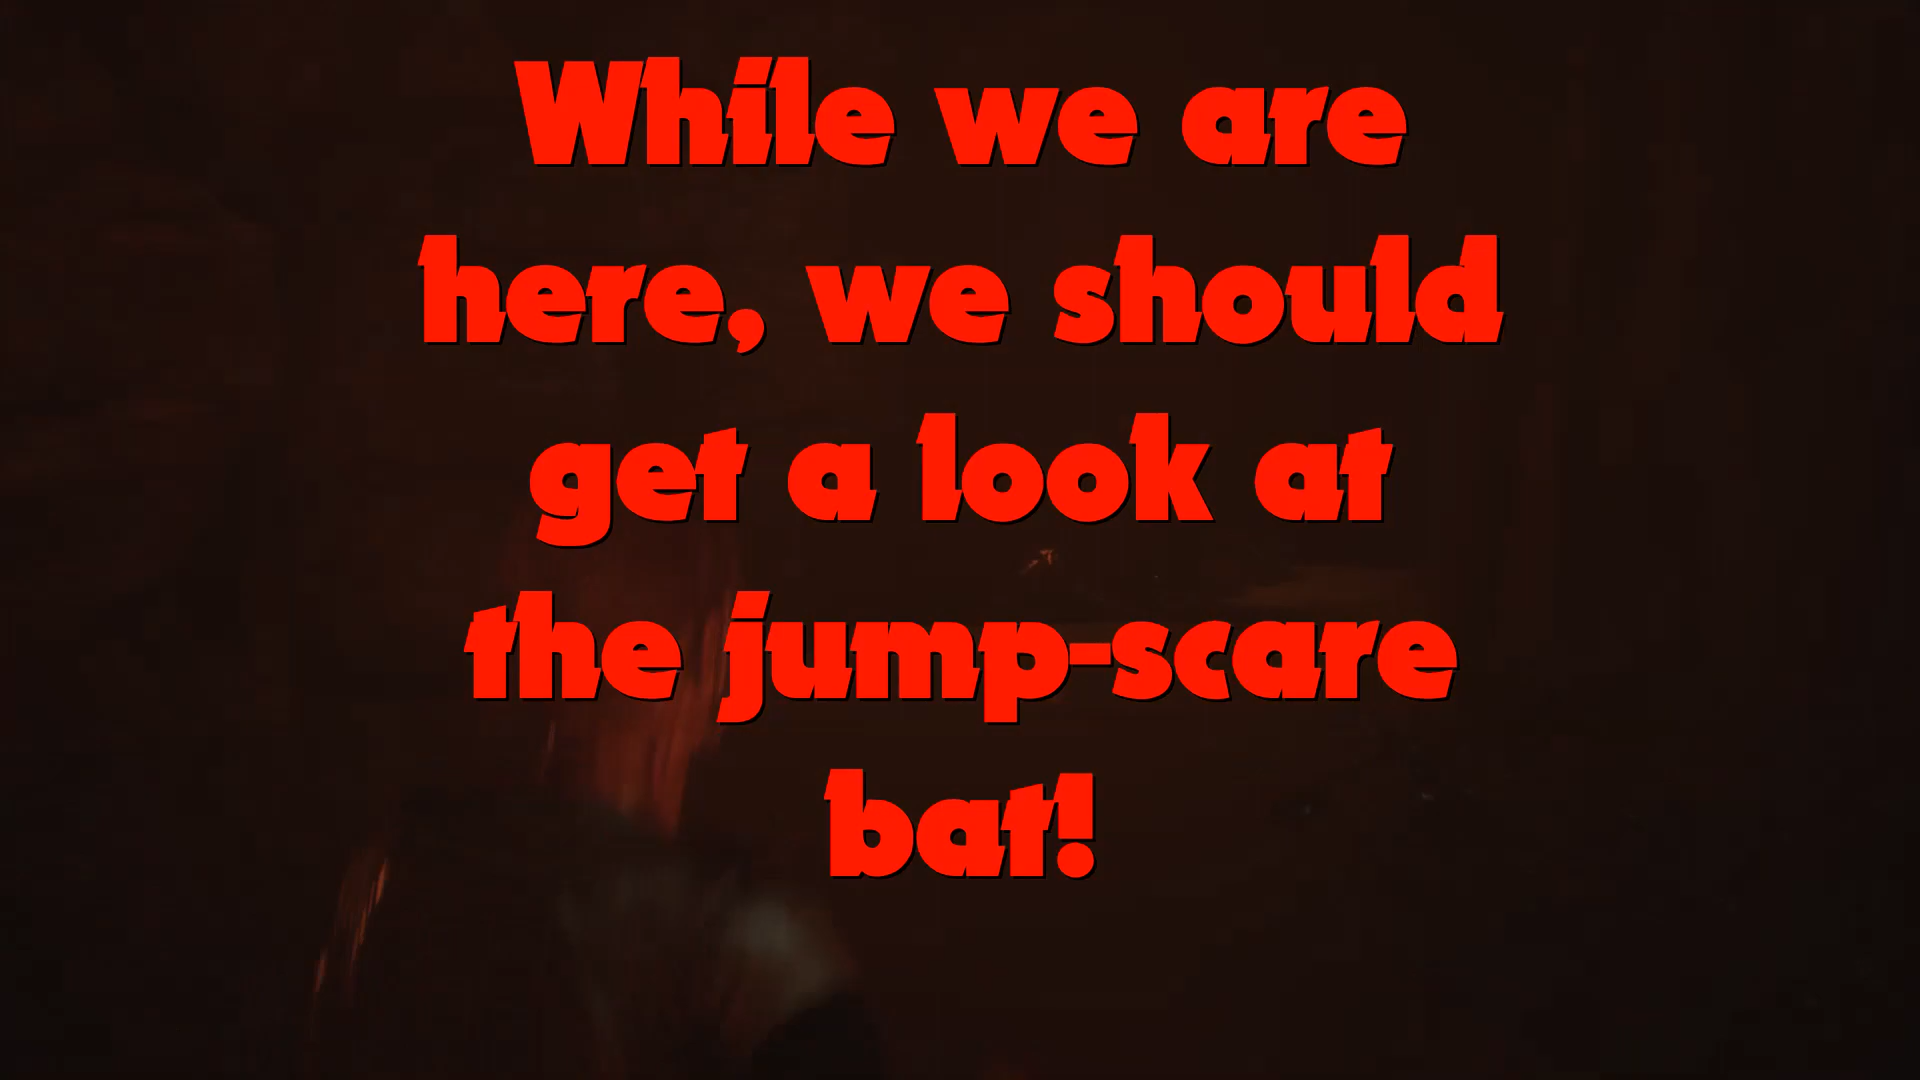 While we are
here, we should
get a look at
the jump-scare
bat!